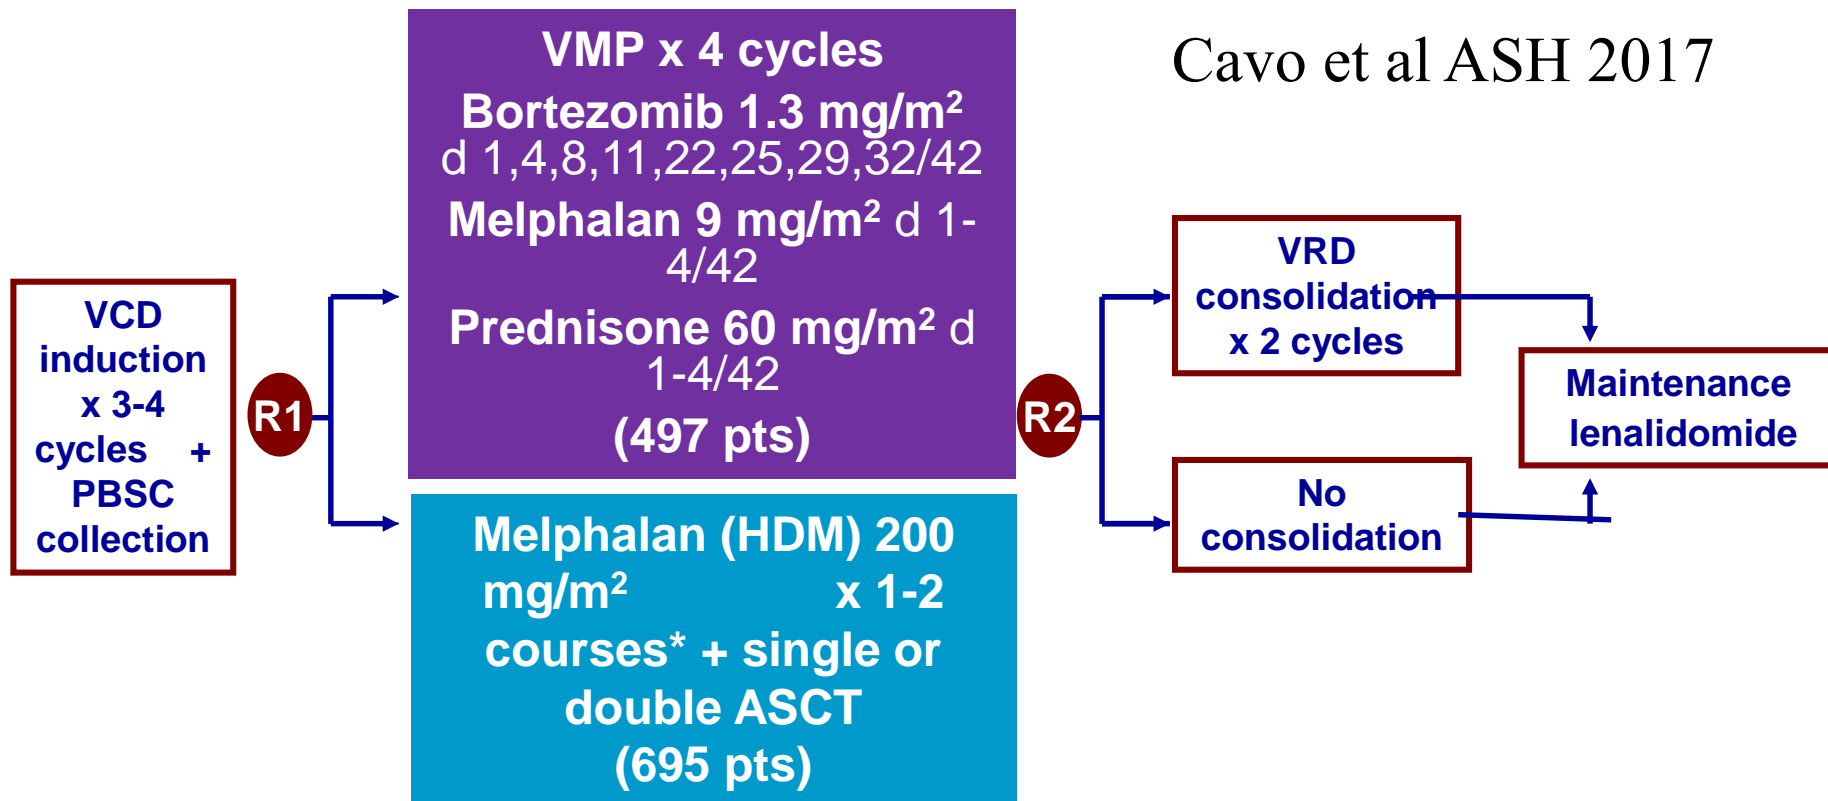 Cavo et al ASH 2017
VCD
induction
x 3-4
cycles +
PBSC
collection
R1
VMP x 4 cycles
Bortezomib 1.3 mg/m²
d 1,4,8,11,22,25,29,32/42
Melphalan 9 mg/m² d 1-
4/42
Prednisone 60 mg/m² d
1-4/42
(497 pts)
Melphalan (HDM) 200
mg/m² x 1-2
courses* + single or
double ASCT
(695 pts)
R2
VRD
consolidation
x 2 cycles
No
consolidation
Maintenance
lenalidomide